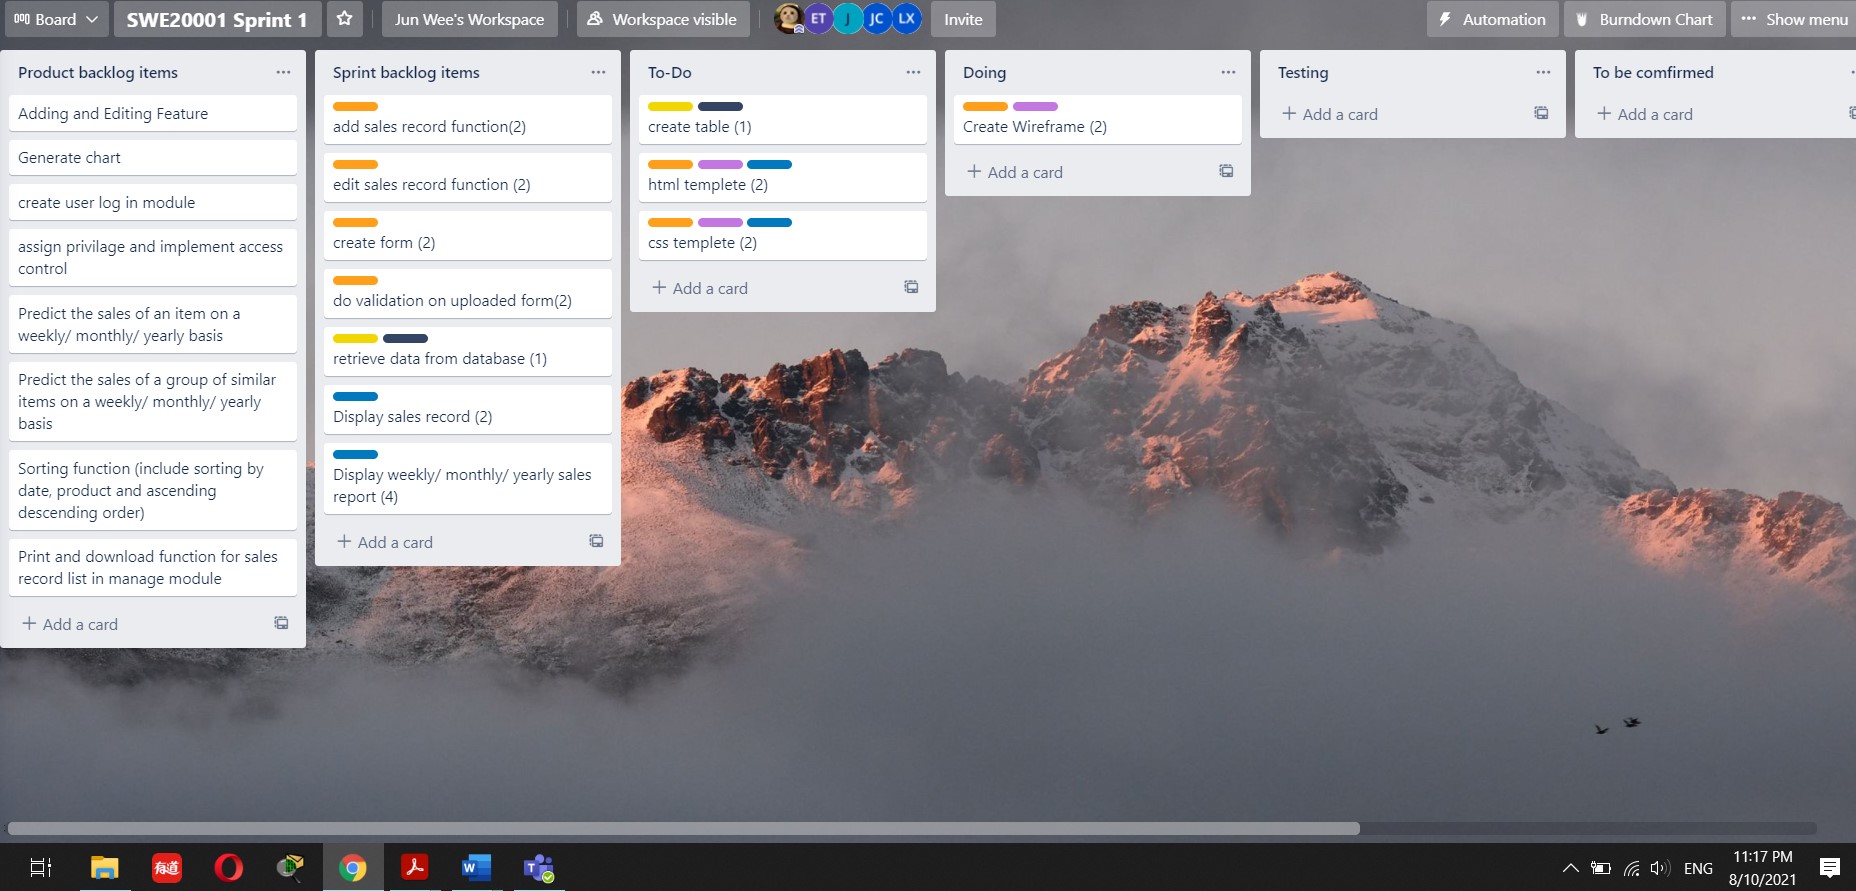 Board
SWE20001 Sprint 1
Jun Wee's Workspace
Workspace visible
ET
J
JC
LX
Invite
Automation
Burndown Chart
Show menu
Product backlog items
Adding and Editing Feature
Generate chart
create user log in module
assign privilage and implement access
control
Predict the sales of an item on a
weekly/ monthly/ yearly basis
Predict the sales of a group of similar
items on a weekly/ monthly/ yearly
basis
Sorting function (include sorting by
date, product and ascending
descending order)
Print and download function for sales
record list in manage module
+ Add a card
Sprint backlog items
add sales record function(2)
edit sales record function (2)
create form (2)
do validation on uploaded form(2)
retrieve data from database (1)
Display sales record (2)
Display weekly/ monthly/ yearly sales
report (4)
+ Add a card
To-Do
create table (1)
html templete (2)
css templete (2)
+ Add a card
Doing
Create Wireframe (2)
+ Add a card
Testing
+ Add a card
To be comfirmed
+ Add a card
有道
W
T
ENG
11:17 PM
8/10/2021